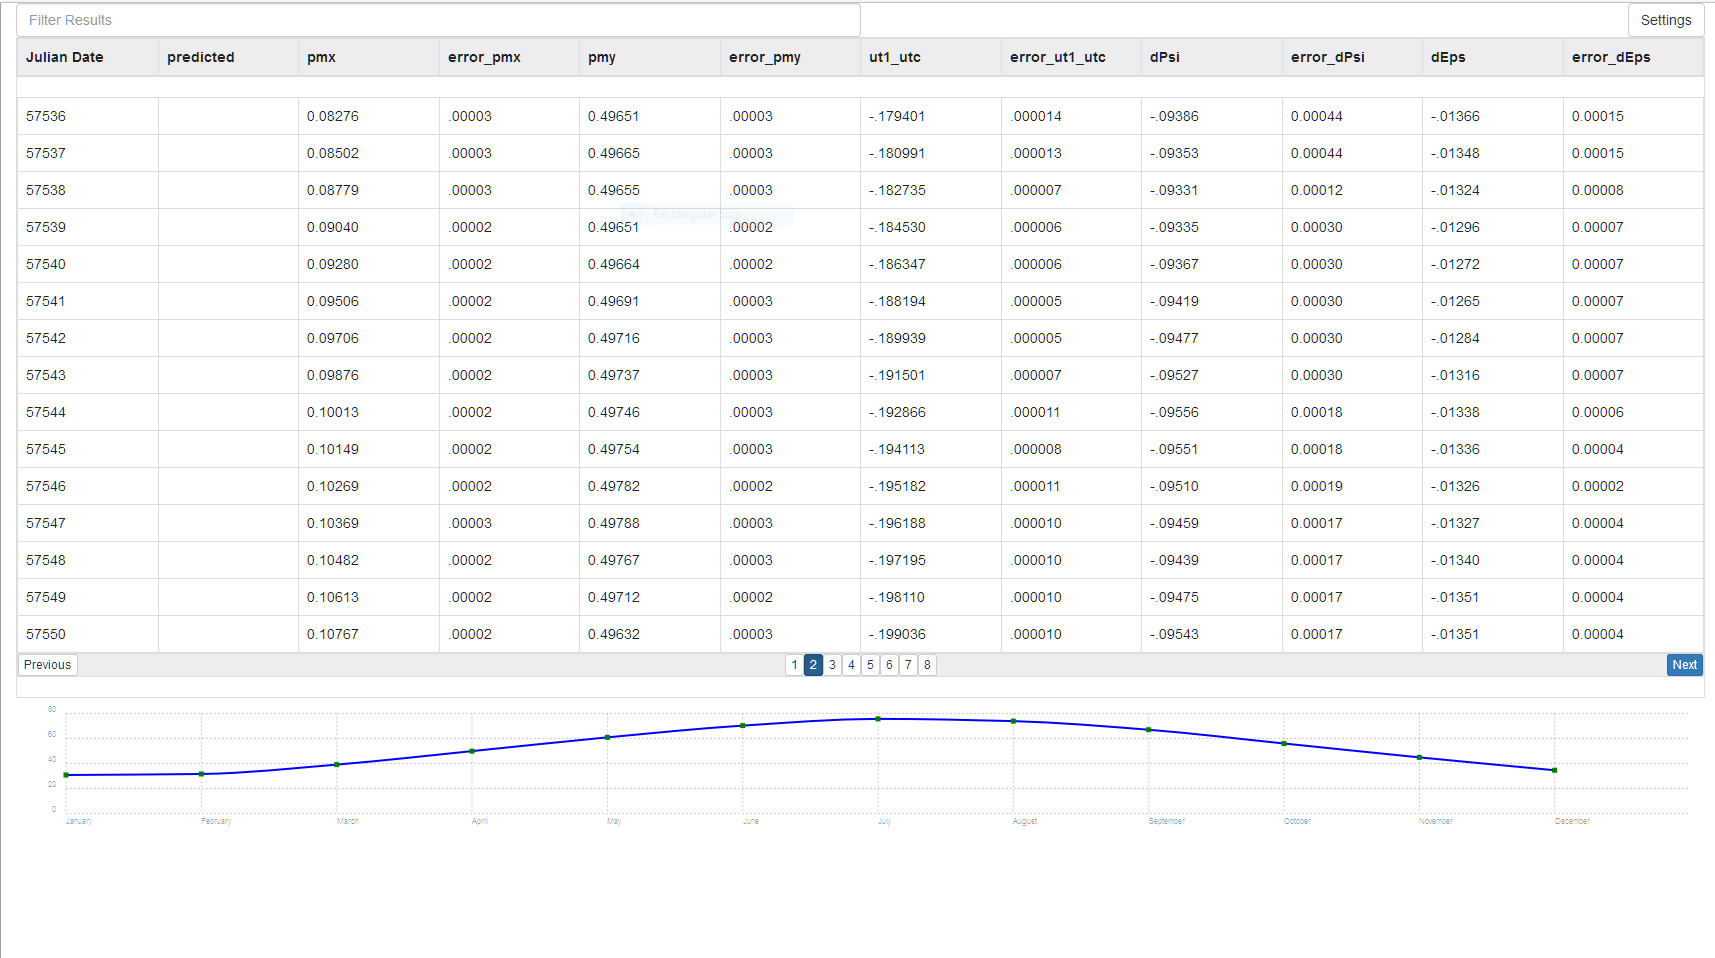 Filter Results Settings
Julian Date predicted pmx error_pmx pmy error_pmy ut1_utc error_ut1_utc dPsi error_dPsi dEps error_dEps
57536 0.08276 .00003 0.49651 .00003 -.179401 .000014 -.09386 0.00044 -.01366 0.00015
57537 0.08502 .00003 0.49665 .00003 -.180991 .000013 -.09353 0.00044 -.01348 0.00015
57538 0.08779 .00003 0.49655 .00003 -.182735 .000007 -.09331 0.00012 -.01324 0.00008
Rectangular Snip
57539 0.09040 .00002 0.49651 .00002 -.184530 .000006 -.09335 0.00030 -.01296 0.00007
57540 0.09280 .00002 0.49664 .00002 -.186347 .000006 -.09367 0.00030 -.01272 0.00007
57541 0.09506 .00002 0.49691 .00003 -.188194 .000005 -.09419 0.00030 -.01265 0.00007
57542 0.09706 .00002 0.49716 .00003 -.189939 .000005 -.09477 0.00030 -.01284 0.00007
57543 0.09876 .00002 0.49737 .00003 -.191501 .000007 -.09527 0.00030 -.01316 0.00007
57544 0.10013 .00002 0.49746 .00003 -.192866 .000011 -.09556 0.00018 -.01338 0.00006
57545 0.10149 .00002 0.49754 .00003 -.194113 .000008 -.09551 0.00018 -.01336 0.00004
57546 0.10269 .00002 0.49782 .00002 -.195182 .000011 -.09510 0.00019 -.01326 0.00002
57547 0.10369 .00003 0.49788 .00003 -.196188 .000010 -.09459 0.00017 -.01327 0.00004
57548 0.10482 .00002 0.49767 .00003 -.197195 .000010 -.09439 0.00017 -.01340 0.00004
57549 0.10613 .00002 0.49712 .00002 -.198110 .000010 -.09475 0.00017 -.01351 0.00004
57550 0.10767 .00002 0.49632 .00003 -.199036 .000010 -.09543 0.00017 -.01351 0.00004
Previous 1 2 3 4 5 6 7 8 Next
80
60
40
20
0
January February March April May June July August September October November December